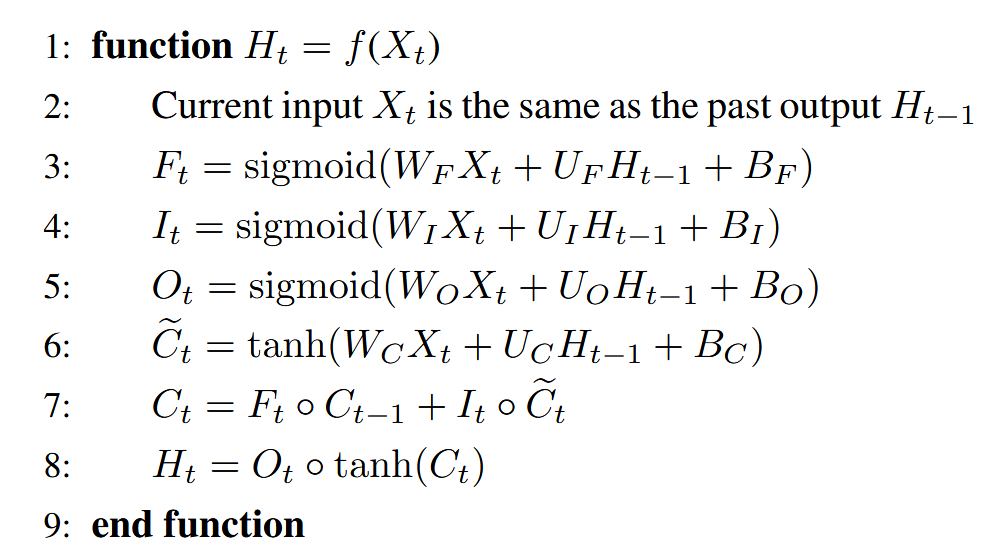 1: function $H_t = f(X_t)$
2: Current input $X_t$ is the same as the past output $H_{t-1}$
3: $F_t = \mathrm{sigmoid}(W_F X_t + U_F H_{t-1} + B_F)$
4: $I_t = \mathrm{sigmoid}(W_I X_t + U_I H_{t-1} + B_I)$
5: $O_t = \mathrm{sigmoid}(W_O X_t + U_O H_{t-1} + B_O)$
6: $\widetilde{C}_t = \tanh(W_C X_t + U_C H_{t-1} + B_C)$
7: $C_t = F_t \circ C_{t-1} + I_t \circ \widetilde{C}_t$
8: $H_t = O_t \circ \tanh(C_t)$
9: end function